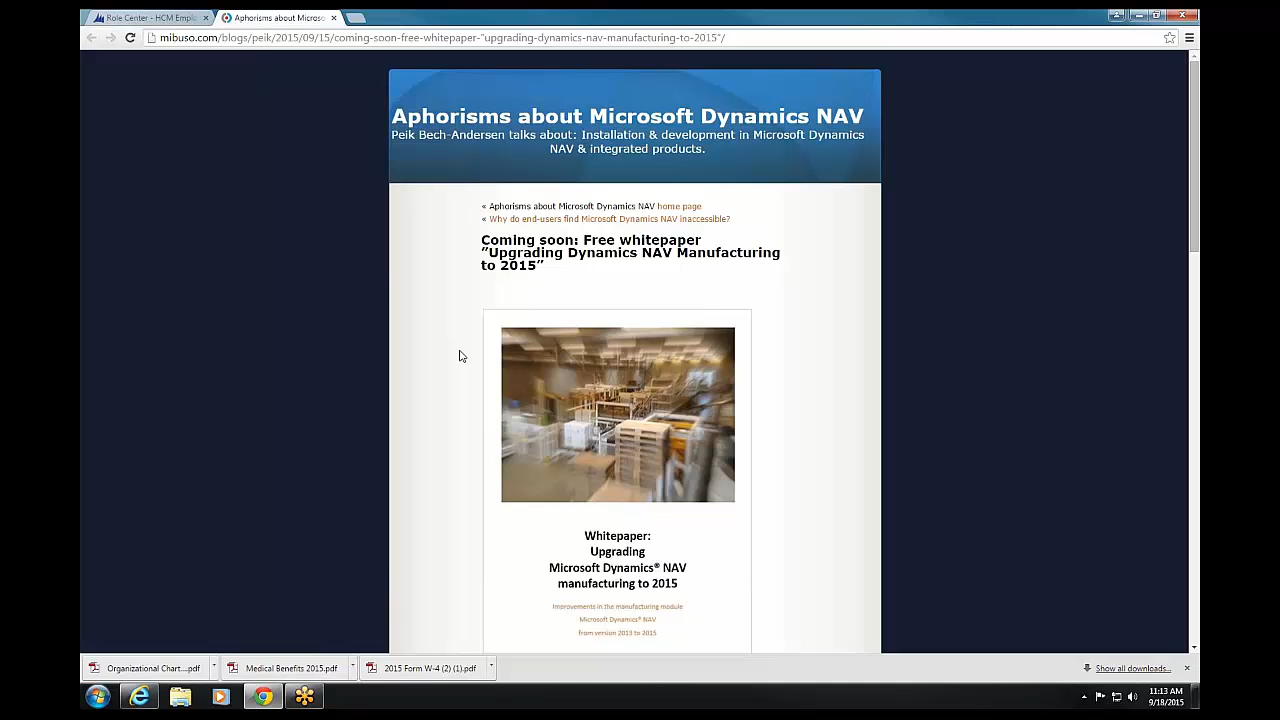 Role Center - HCM Emplo
Aphorisms about Microso
mibuso.com/blogs/peik/2015/09/15/coming-soon-free-whitepaper-"upgrading-dynamics-nav-manufacturing-to-2015"/
Aphorisms about Microsoft Dynamics NAV
Peik Bech-Andersen talks about: Installation & development in Microsoft Dynamics
NAV & integrated products.
« Aphorisms about Microsoft Dynamics NAV home page
« Why do end-users find Microsoft Dynamics NAV inaccessible?
Coming soon: Free whitepaper
”Upgrading Dynamics NAV Manufacturing
to 2015”
Whitepaper:
Upgrading
Microsoft Dynamics® NAV
manufacturing to 2015
Improvements in the manufacturing module
Microsoft Dynamics® NAV
from version 2013 to 2015
Organizational Chart....pdf
Medical Benefits 2015.pdf
2015 Form W-4 (2) (1).pdf
Show all downloads...
11:13 AM
9/18/2015